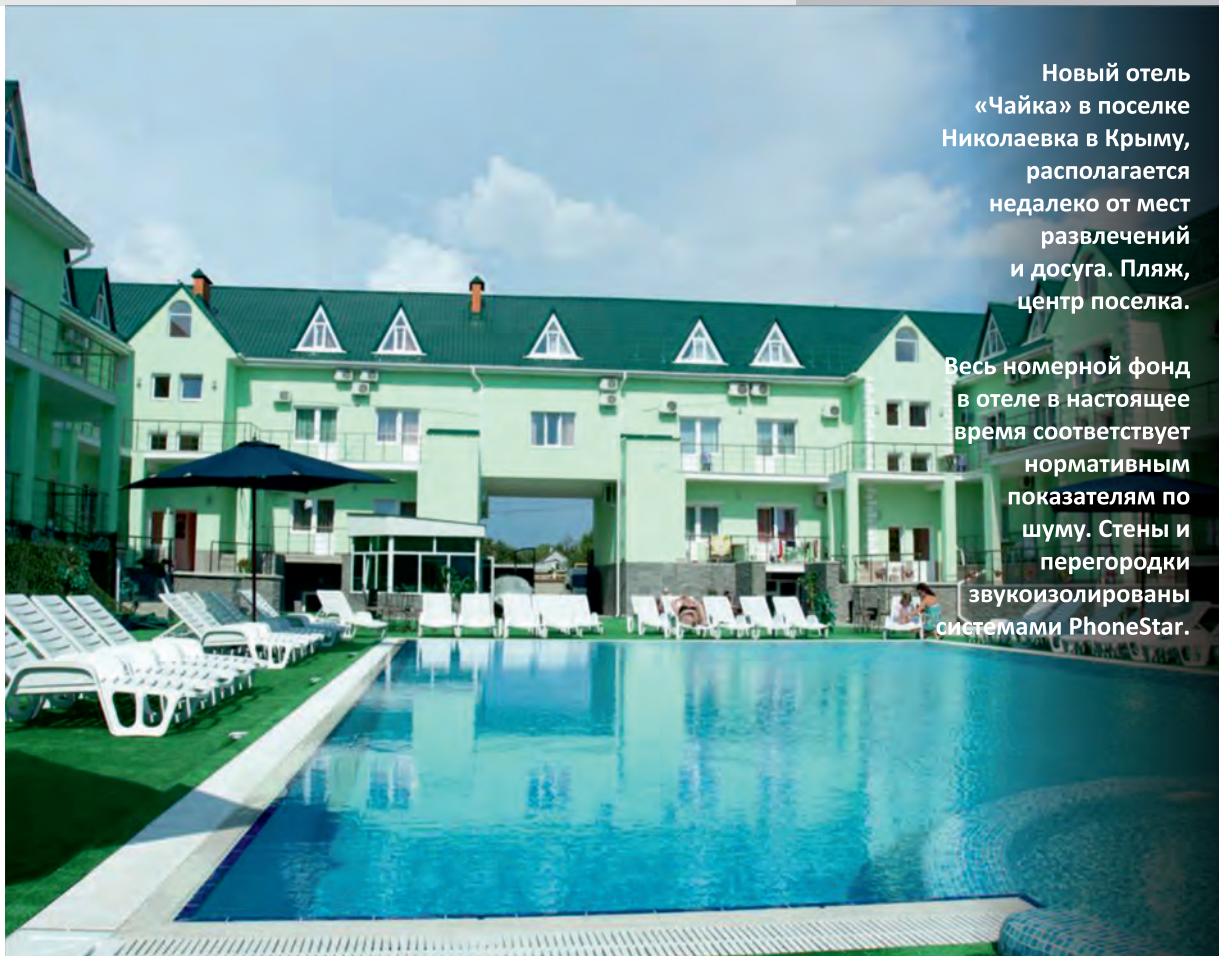 Новый отель
«Чайка» в поселке
Николаевка в Крыму,
располагается
недалеко от мест
развлечений
и досуга. Пляж,
центр поселка.
Весь номерной фонд
в отеле в настоящее
время соответствует
нормативным
показателям по
шуму. Стены и
перегородки
звукоизолированы
системами PhoneStar.